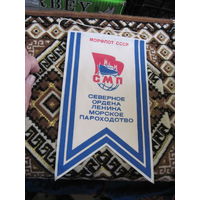 МОРФЛОТ СССР
СМП
СЕВЕРНОЕ
ОРДЕНА
ЛЕНИНА
МОРСКОЕ
ПАРОХОДСТВО